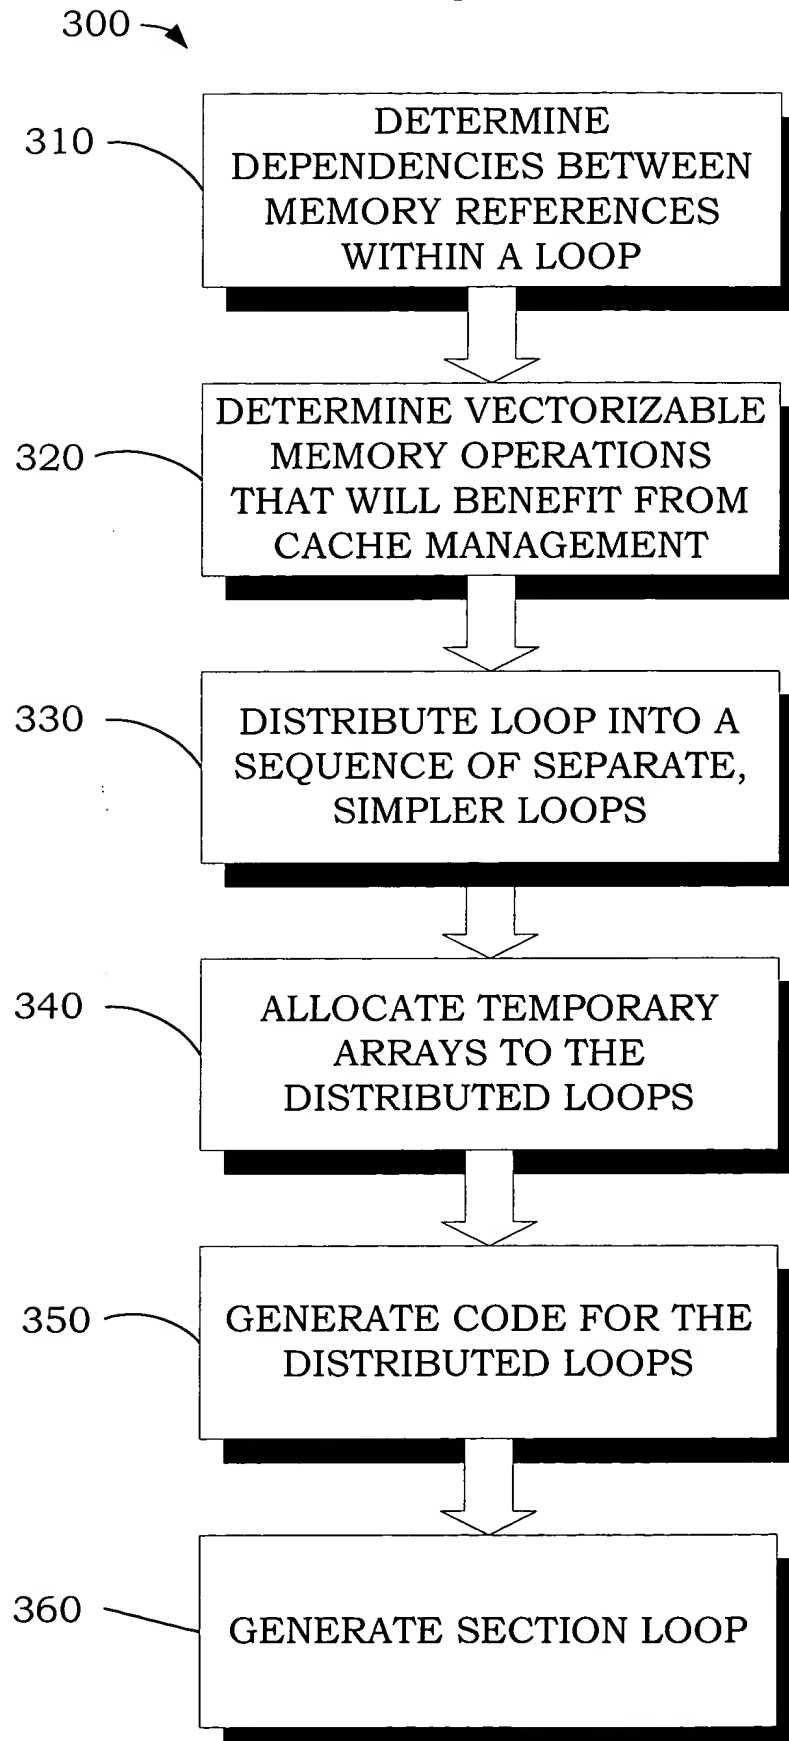 300
310
DETERMINE
DEPENDENCIES BETWEEN
MEMORY REFERENCES
WITHIN A LOOP
320
DETERMINE VECTORIZABLE
MEMORY OPERATIONS
THAT WILL BENEFIT FROM
CACHE MANAGEMENT
330
DISTRIBUTE LOOP INTO A
SEQUENCE OF SEPARATE,
SIMPLER LOOPS
340
ALLOCATE TEMPORARY
ARRAYS TO THE
DISTRIBUTED LOOPS
350
GENERATE CODE FOR THE
DISTRIBUTED LOOPS
360
GENERATE SECTION LOOP